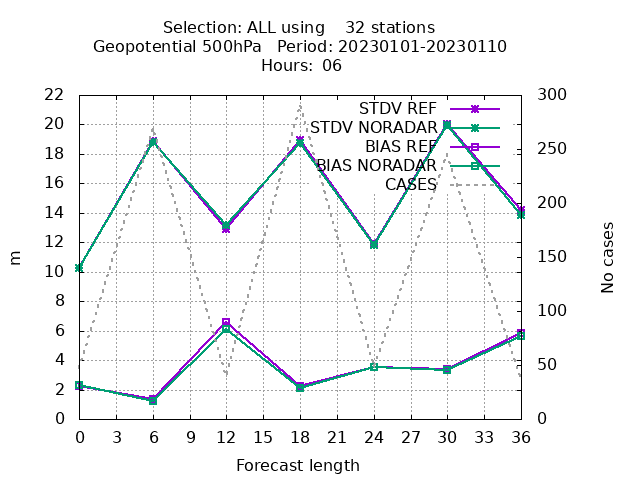 Selection: ALL using    32 stations
Geopotential 500hPa   Period: 20230101-20230110
Hours: 06
STDV REF
STDV NORADAR
BIAS REF
BIAS NORADAR
CASES
22
20
18
16
14
12
10
8
6
4
2
0
m
300
250
200
150
100
50
0
No cases
0 3 6 9 12 15 18 21 24 27 30 33 36
Forecast length